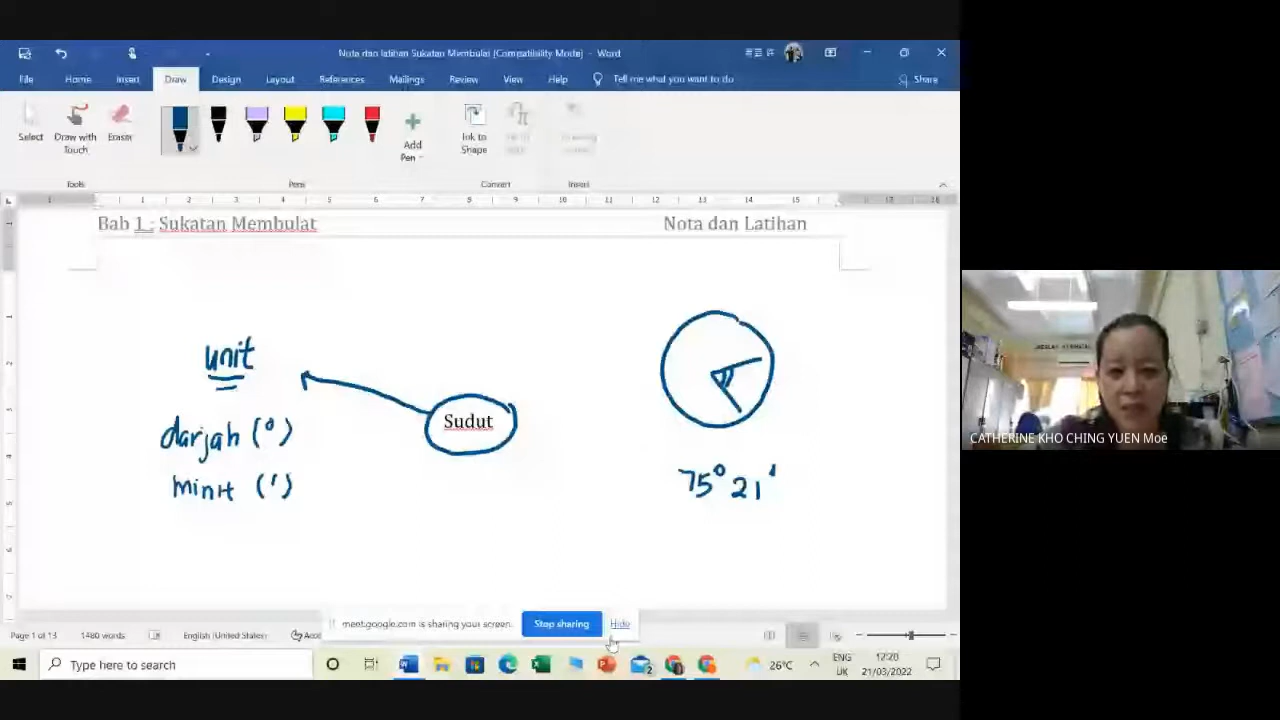 Nota dan latihan Sukatan Membulat [Compatibility Mode] - Word
File Home Insert Draw Design Layout References Mailings Review View Help Tell me what you want to do Share
Select Draw with Touch Eraser Add Pen Ink to Shape
Tools Pens Convert Insert
Bab 1 : Sukatan Membulat Nota dan Latihan
unit
darjah (°)
minit (')
Sudut
75° 21'
CATHERINE KHO CHING YUEN Moe
meet.google.com is sharing your screen. Stop sharing Hide
Page 1 of 13 1480 words English (United States)
Type here to search
26°C ENG UK 12:20 21/03/2022